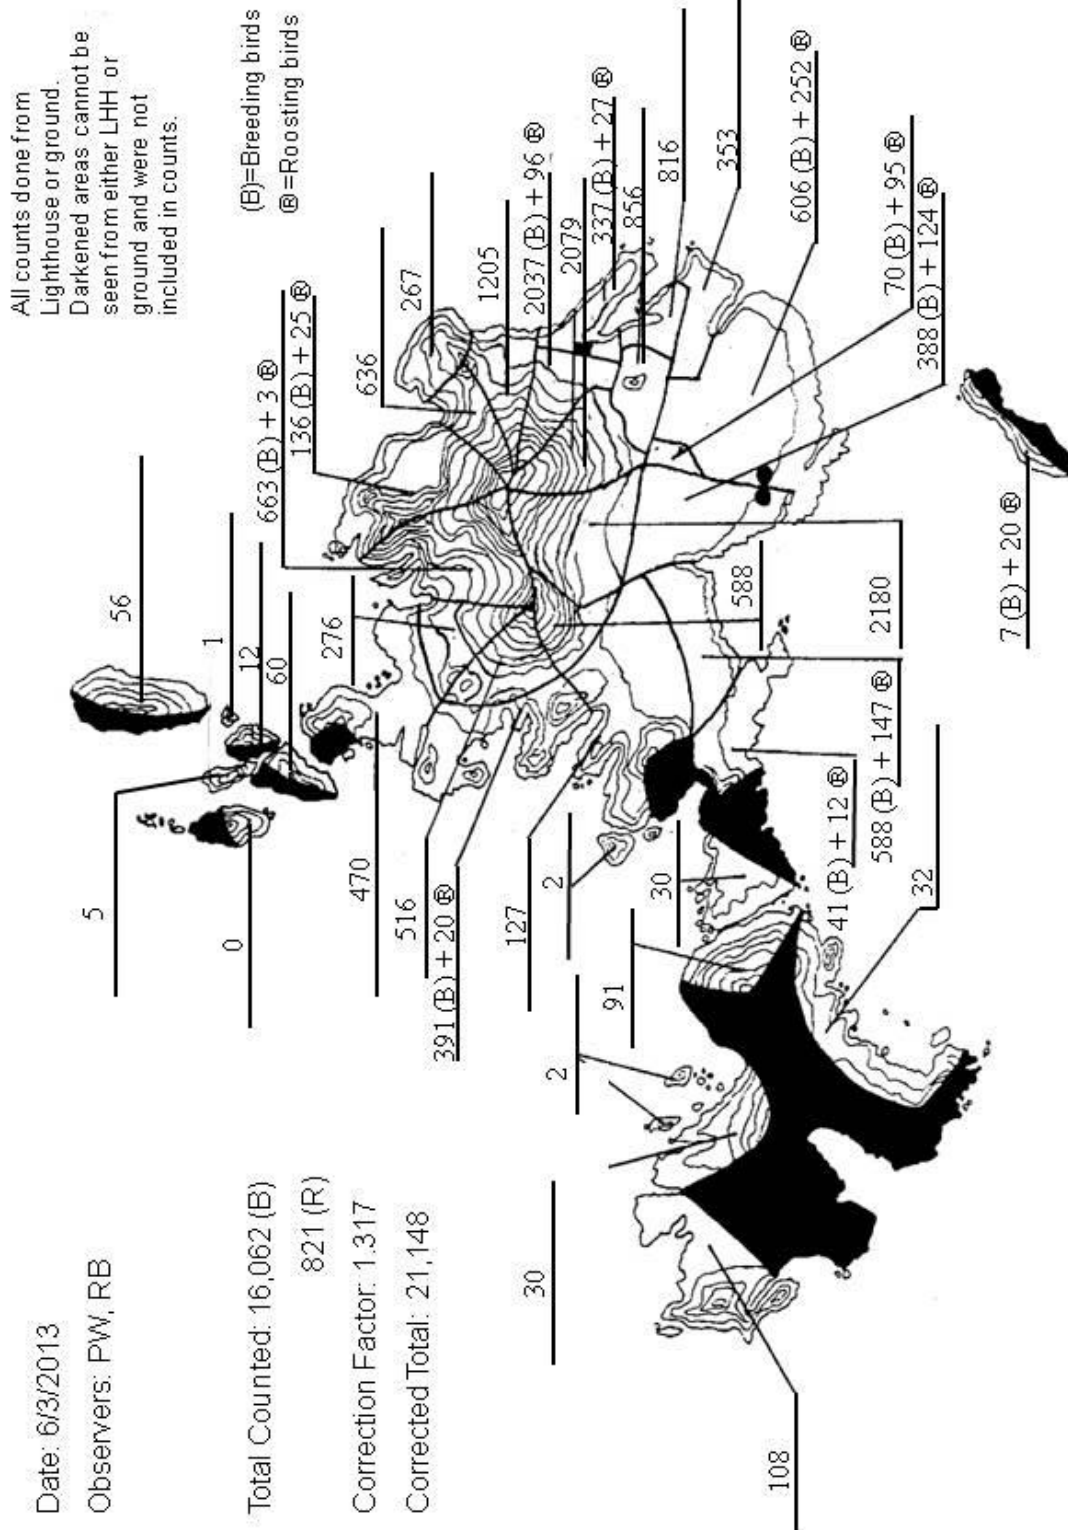 Date: 6/3/2013
Observers: PW, RB
Total Counted: 16,062 (B)
821 (R)
Correction Factor: 1.317
Corrected Total: 21,148
All counts done from
Lighthouse or ground.
Darkened areas cannot be
seen from either LHH or
ground and were not
included in counts.
(B)=Breeding birds
®=Roosting birds
5
56
0
1
12
60
663 (B) + 3 ®
136 (B) + 25 ®
276
636
470
267
516
391 (B) + 20 ®
1205
127
2037 (B) + 96 ®
2
2079
337 (B) + 27 ®
30
2
91
856
30
816
353
588
606 (B) + 252 ®
108
41 (B) + 12 ®
588 (B) + 147 ®
2180
70 (B) + 95 ®
388 (B) + 124 ®
32
7 (B) + 20 ®